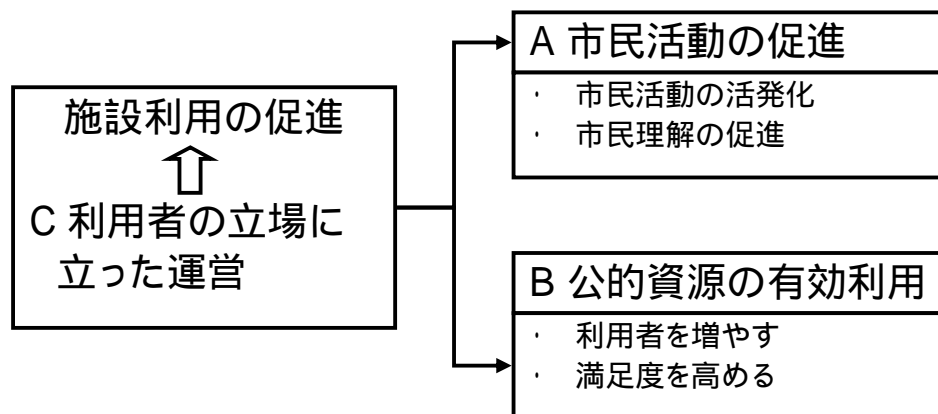 施設利用の促進
C 利用者の立場に
立った運営
A 市民活動の促進
・ 市民活動の活発化
・ 市民理解の促進
B 公的資源の有効利用
・ 利用者を増やす
・ 満足度を高める